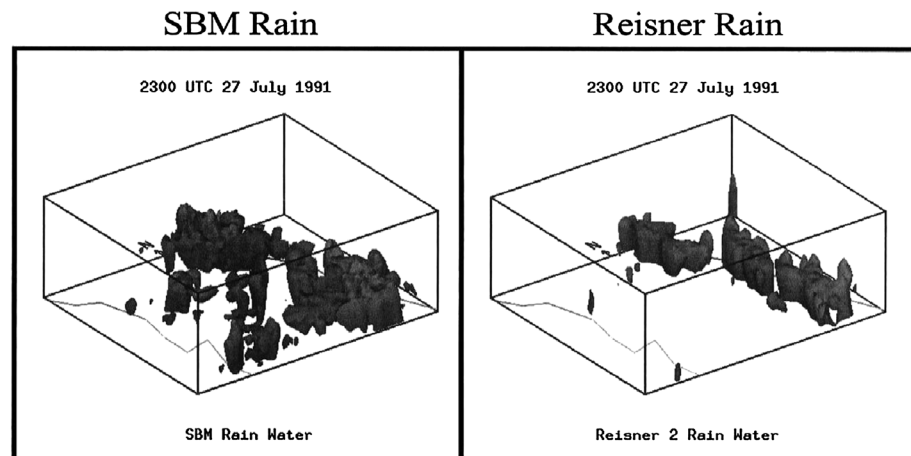 SBM Rain
Reisner Rain
2300 UTC 27 July 1991
2300 UTC 27 July 1991
SBM Rain Water
Reisner 2 Rain Water